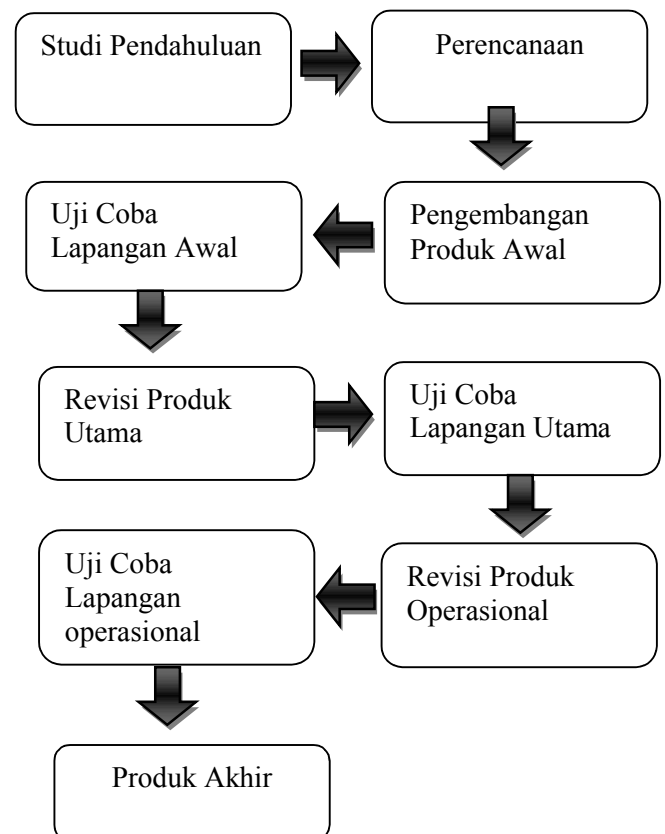 Studi Pendahuluan
Perencanaan
Pengembangan
Produk Awal
Uji Coba
Lapangan Awal
Revisi Produk
Utama
Uji Coba
Lapangan Utama
Revisi Produk
Operasional
Uji Coba
Lapangan
operasional
Produk Akhir